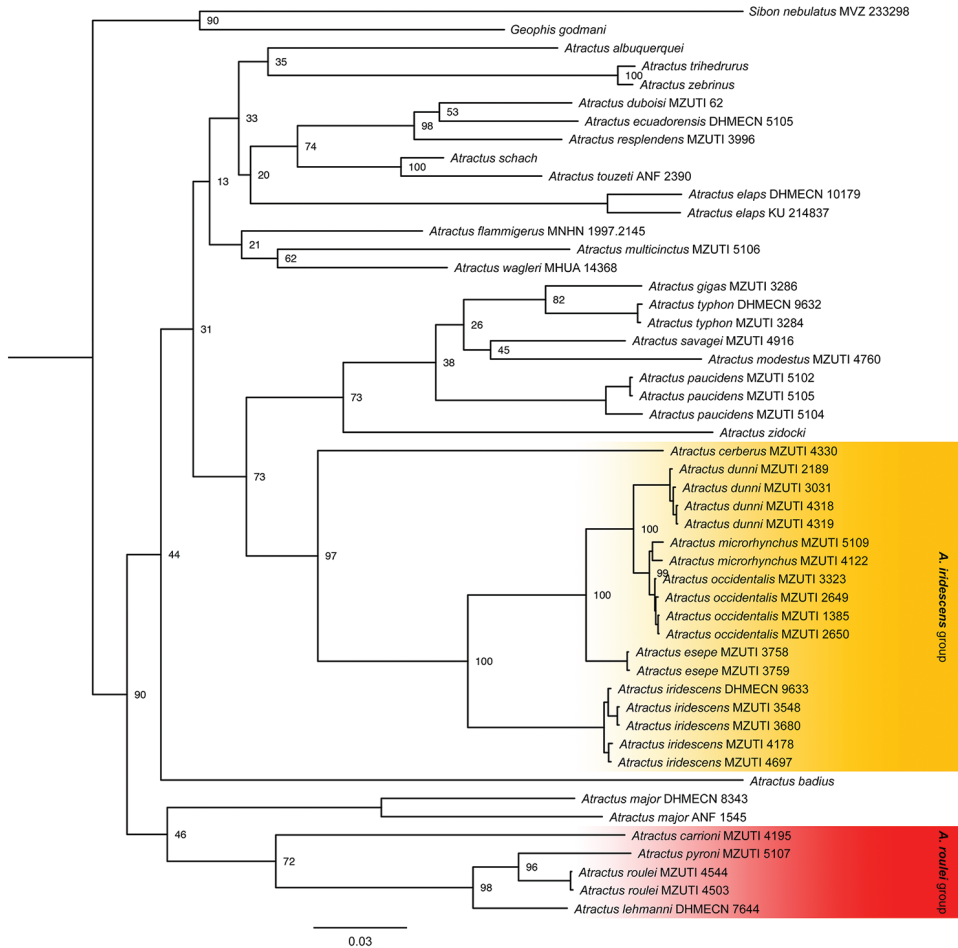 Sibon nebulatus MVZ 233298
90
Geophis godmani
Atractus albuquerquei
35
Atractus trihedrurus
100
Atractus zebrinus
Atractus duboisi MZUTI 62
53
33
Atractus ecuadorensis DHMECN 5105
98
Atractus resplendens MZUTI 3996
74
Atractus schach
100
20
Atractus touzeti ANF 2390
13
Atractus elaps DHMECN 10179
Atractus elaps KU 214837
Atractus flammigerus MNHN 1997.2145
21
Atractus multicinctus MZUTI 5106
62
Atractus wagleri MHUA 14368
Atractus gigas MZUTI 3286
82
Atractus typhon DHMECN 9632
26
Atractus typhon MZUTI 3284
31
Atractus savagei MZUTI 4916
45
Atractus modestus MZUTI 4760
38
Atractus paucidens MZUTI 5102
Atractus paucidens MZUTI 5105
73
Atractus paucidens MZUTI 5104
Atractus zidocki
Atractus cerberus MZUTI 4330
73
Atractus dunni MZUTI 2189
Atractus dunni MZUTI 3031
Atractus dunni MZUTI 4318
Atractus dunni MZUTI 4319
100
Atractus microrhynchus MZUTI 5109
44
97
Atractus microrhynchus MZUTI 4122
99
Atractus occidentalis MZUTI 3323
100
Atractus occidentalis MZUTI 2649
Atractus occidentalis MZUTI 1385
Atractus occidentalis MZUTI 2650
A. iridescens group
Atractus esepe MZUTI 3758
100
Atractus esepe MZUTI 3759
Atractus iridescens DHMECN 9633
90
Atractus iridescens MZUTI 3548
Atractus iridescens MZUTI 3680
Atractus iridescens MZUTI 4178
Atractus iridescens MZUTI 4697
Atractus badius
Atractus major DHMECN 8343
Atractus major ANF 1545
46
Atractus carrioni MZUTI 4195
72
Atractus pyroni MZUTI 5107
96
Atractus roulei MZUTI 4544
98
Atractus roulei MZUTI 4503
Atractus lehmanni DHMECN 7644
A. roulei group
0.03